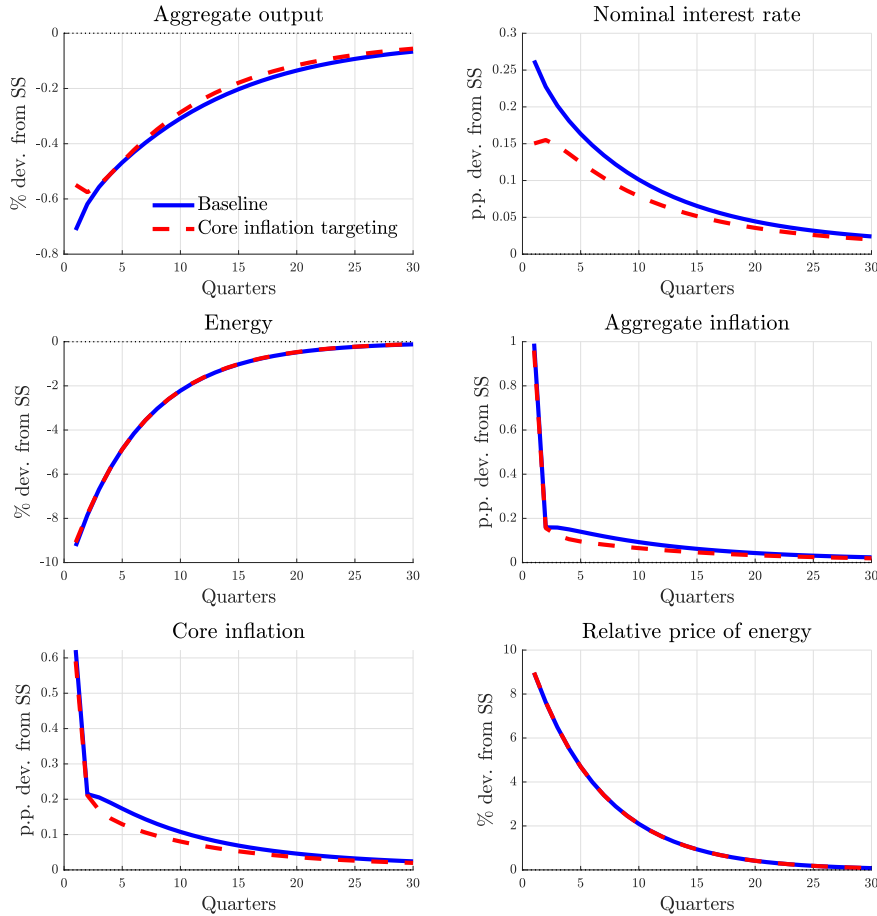 Aggregate output
% dev. from SS
0
-0.2
-0.4
-0.6
-0.8
Baseline
Core inflation targeting
0 5 10 15 20 25 30
Quarters
Nominal interest rate
p.p. dev. from SS
0.3
0.25
0.2
0.15
0.1
0.05
0
0 5 10 15 20 25 30
Quarters
Energy
% dev. from SS
0
-2
-4
-6
-8
-10
0 5 10 15 20 25 30
Quarters
Aggregate inflation
p.p. dev. from SS
1
0.8
0.6
0.4
0.2
0
0 5 10 15 20 25 30
Quarters
Core inflation
p.p. dev. from SS
0.6
0.5
0.4
0.3
0.2
0.1
0
0 5 10 15 20 25 30
Quarters
Relative price of energy
% dev. from SS
10
8
6
4
2
0
0 5 10 15 20 25 30
Quarters